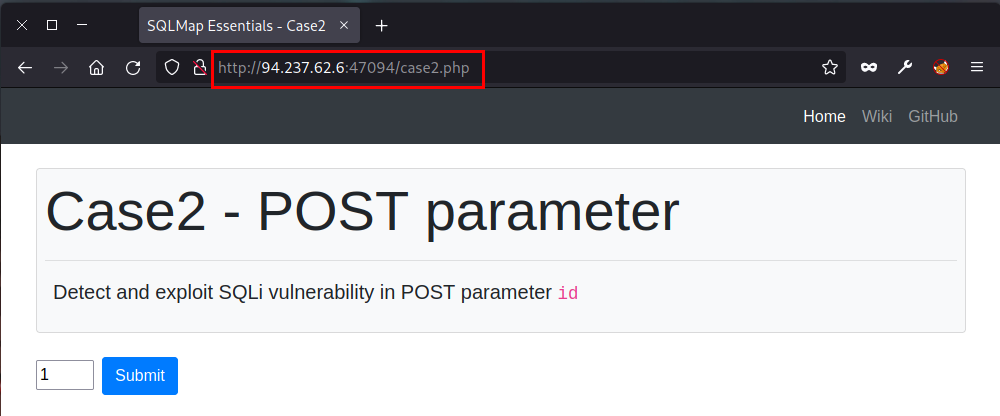 SQLMap Essentials - Case2
http://94.237.62.6:47094/case2.php
Home Wiki GitHub
Case2 - POST parameter
Detect and exploit SQLi vulnerability in POST parameter id
1 Submit